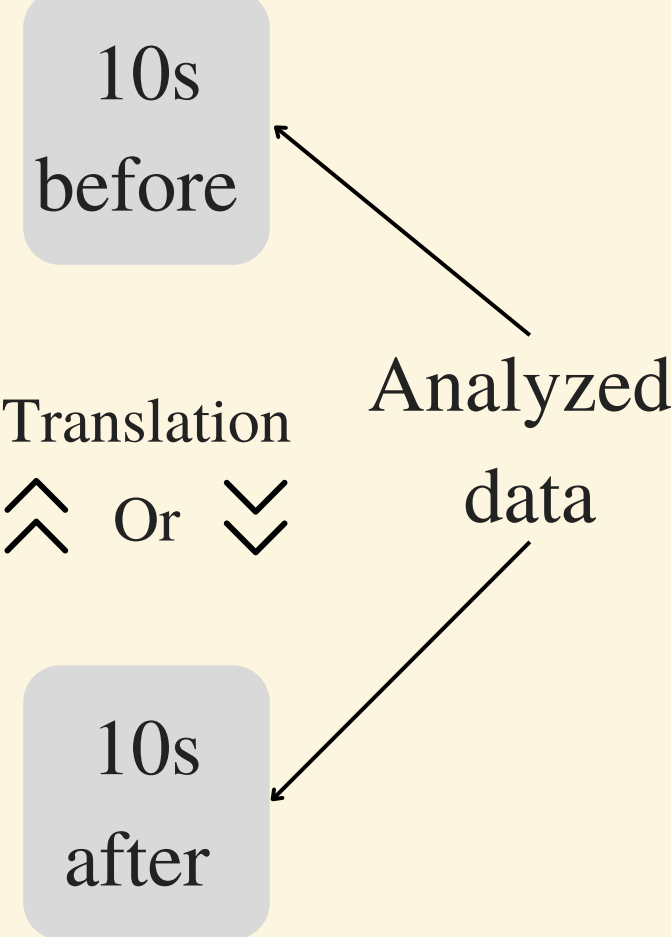 10s
before
Translation
Or
Analyzed
data
10s
after